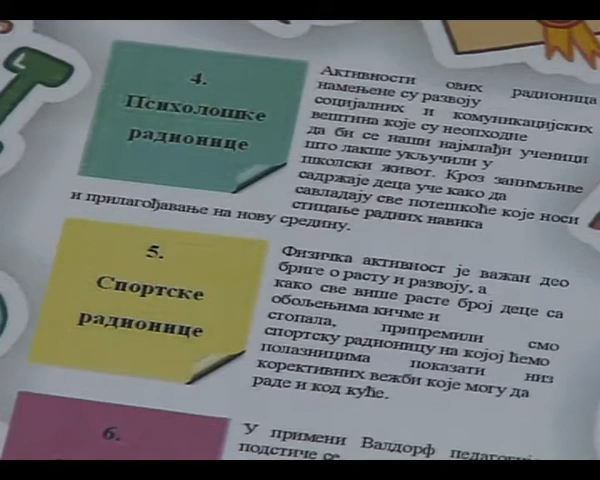 4.
Психолошке
радионице
Активности ових радионица
намењене су развоју
социјалних и комуникацијских
вештина које су неопходне
да би се наши најмлађи ученици
што лакше укључили у
школски живот. Кроз занимљиве
садржаје деца уче како да
савладају све потешкоће које носи
стицање радних навика
и прилагођавање на нову средину.
5.
Спортске
радионице
Физичка активност је важан део
бриге о расту и развоју, а
како све више расте број деце са
обољењима кичме и
стопала, припремили смо
спортску радионицу на којој ћемо
полазницима показати низ
корективних вежби које могу да
раде и код куће.
6.
У примени Валдорф
подстиче се